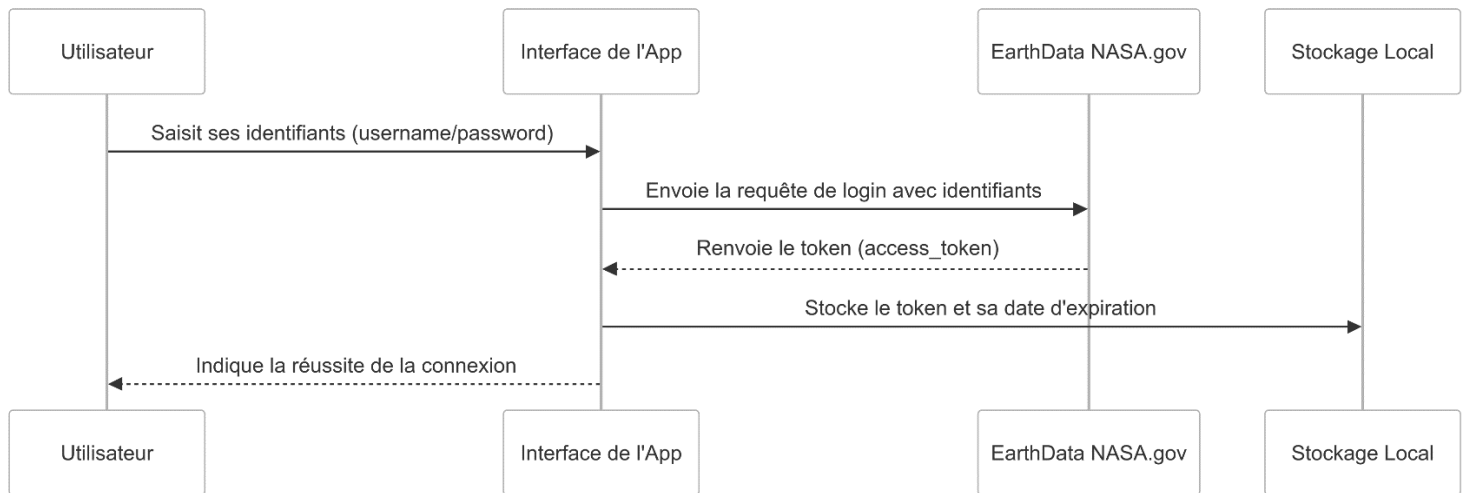 Utilisateur
Interface de l'App
EarthData NASA.gov
Stockage Local
Saisit ses identifiants (username/password)
Envoie la requête de login avec identifiants
Renvoie le token (access_token)
Stocke le token et sa date d'expiration
Indique la réussite de la connexion
Utilisateur
Interface de l'App
EarthData NASA.gov
Stockage Local